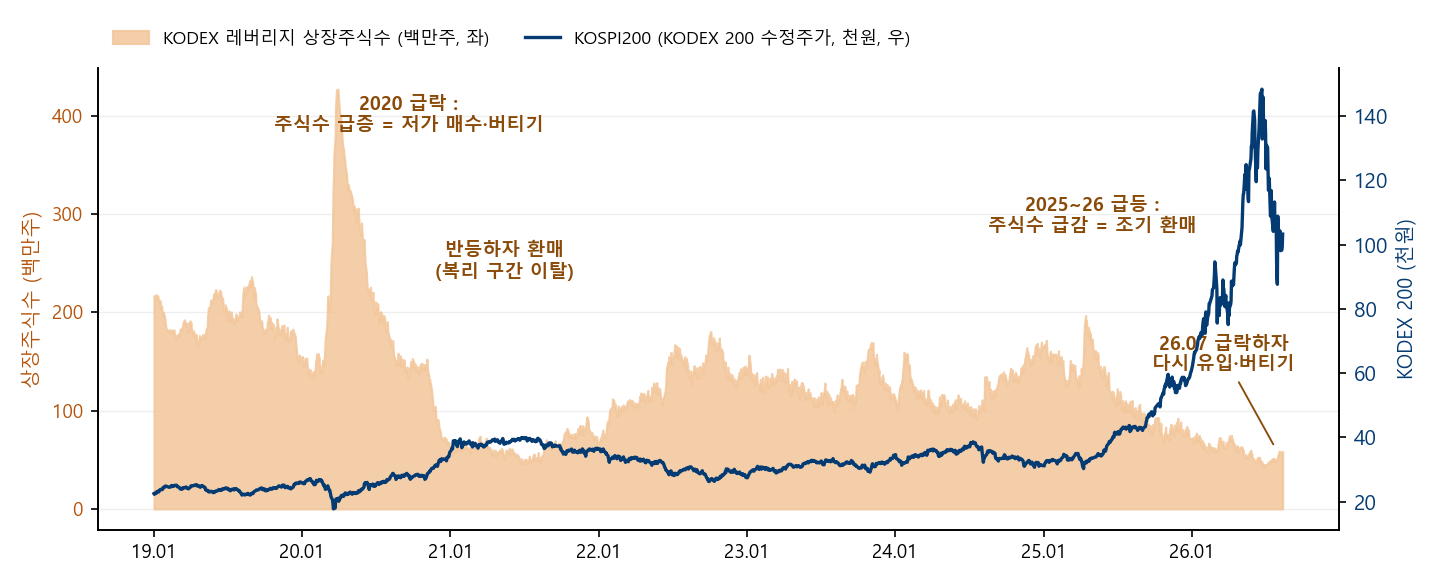 KODEX 레버리지 상장주식수 (백만주, 좌)
KOSPI200 (KODEX 200 수정주가, 천원, 우)
2020 급락 :
주식수 급증 = 저가 매수·버티기
반등하자 환매
(복리 구간 이탈)
2025~26 급등 :
주식수 급감 = 조기 환매
26.07 급락하자
다시 유입·버티기
상장주식수 (백만주)
400
300
200
100
0
KODEX 200 (천원)
140
120
100
80
60
40
20
19.01
20.01
21.01
22.01
23.01
24.01
25.01
26.01